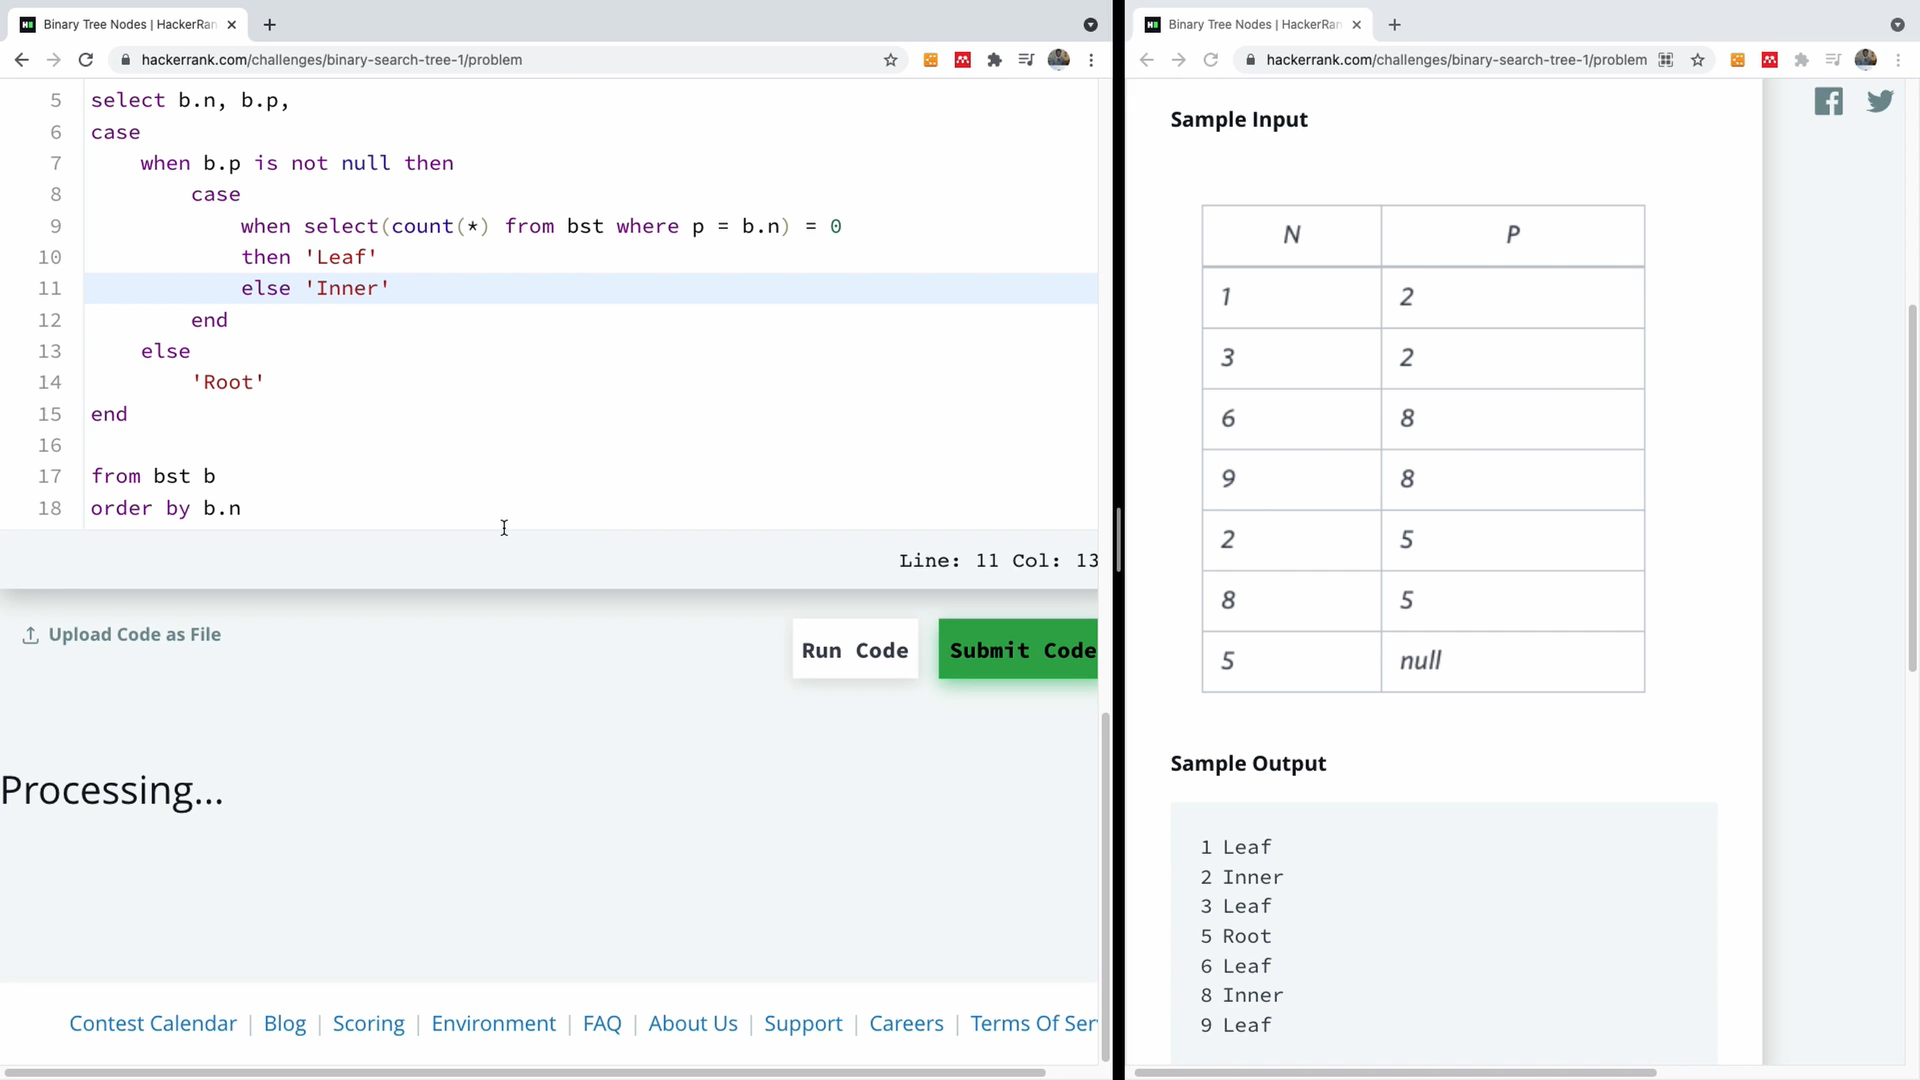 Binary Tree Nodes | HackerRan
hackerrank.com/challenges/binary-search-tree-1/problem
5 select b.n, b.p,
6 case
7 when b.p is not null then
8 case
9 when select(count(*) from bst where p = b.n) = 0
10 then 'Leaf'
11 else 'Inner'
12 end
13 else
14 'Root'
15 end
16
17 from bst b
18 order by b.n
Line: 11 Col: 13
Upload Code as File
Run Code
Submit Code
Processing...
Contest Calendar | Blog | Scoring | Environment | FAQ | About Us | Support | Careers | Terms Of Ser
Binary Tree Nodes | HackerRan
hackerrank.com/challenges/binary-search-tree-1/problem
Sample Input
N P
1 2
3 2
6 8
9 8
2 5
8 5
5 null
Sample Output
1 Leaf
2 Inner
3 Leaf
5 Root
6 Leaf
8 Inner
9 Leaf